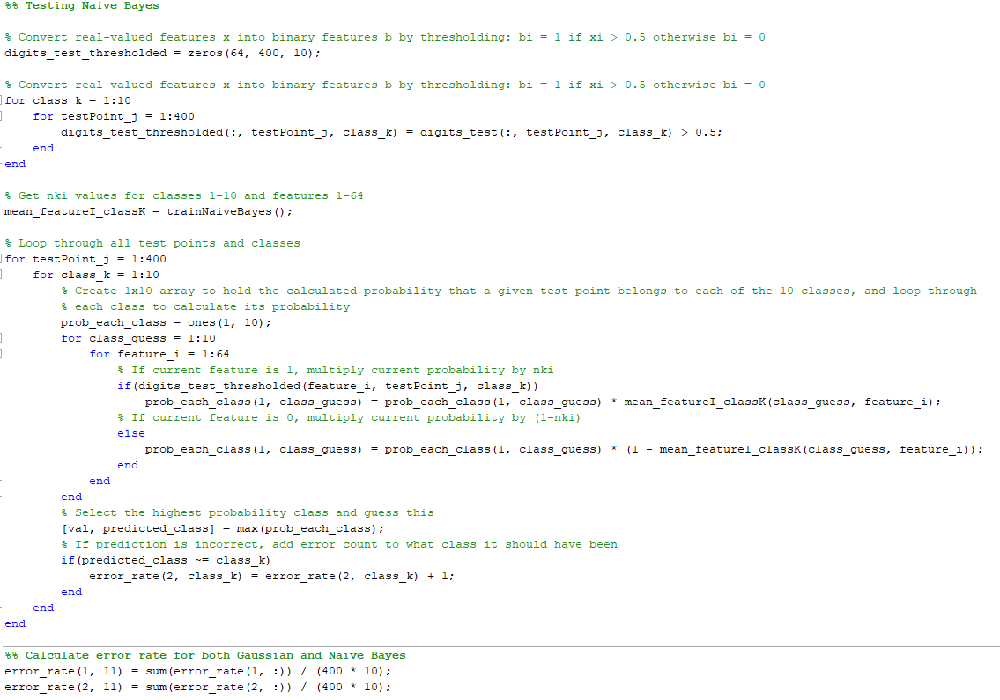 %% Testing Naive Bayes
% Convert real-valued features x into binary features b by thresholding: bi = 1 if xi > 0.5 otherwise bi = 0
digits_test_thresholded = zeros(64, 400, 10);
% Convert real-valued features x into binary features b by thresholding: bi = 1 if xi > 0.5 otherwise bi = 0
for class_k = 1:10
    for testPoint_j = 1:400
        digits_test_thresholded(:, testPoint_j, class_k) = digits_test(:, testPoint_j, class_k) > 0.5;
    end
end
% Get nki values for classes 1-10 and features 1-64
mean_featureI_classK = trainNaiveBayes();
% Loop through all test points and classes
for testPoint_j = 1:400
    for class_k = 1:10
        % Create 1x10 array to hold the calculated probability that a given test point belongs to each of the 10 classes, and loop through
        % each class to calculate its probability
        prob_each_class = ones(1, 10);
        for class_guess = 1:10
            for feature_i = 1:64
                % If current feature is 1, multiply current probability by nki
                if(digits_test_thresholded(feature_i, testPoint_j, class_k))
                    prob_each_class(1, class_guess) = prob_each_class(1, class_guess) * mean_featureI_classK(class_guess, feature_i);
                % If current feature is 0, multiply current probability by (1-nki)
                else
                    prob_each_class(1, class_guess) = prob_each_class(1, class_guess) * (1 - mean_featureI_classK(class_guess, feature_i));
                end
            end
        end
        % Select the highest probability class and guess this
        [val, predicted_class] = max(prob_each_class);
        % If prediction is incorrect, add error count to what class it should have been
        if(predicted_class ~= class_k)
            error_rate(2, class_k) = error_rate(2, class_k) + 1;
        end
    end
end
%% Calculate error rate for both Gaussian and Naive Bayes
error_rate(1, 11) = sum(error_rate(1, :)) / (400 * 10);
error_rate(2, 11) = sum(error_rate(2, :)) / (400 * 10);